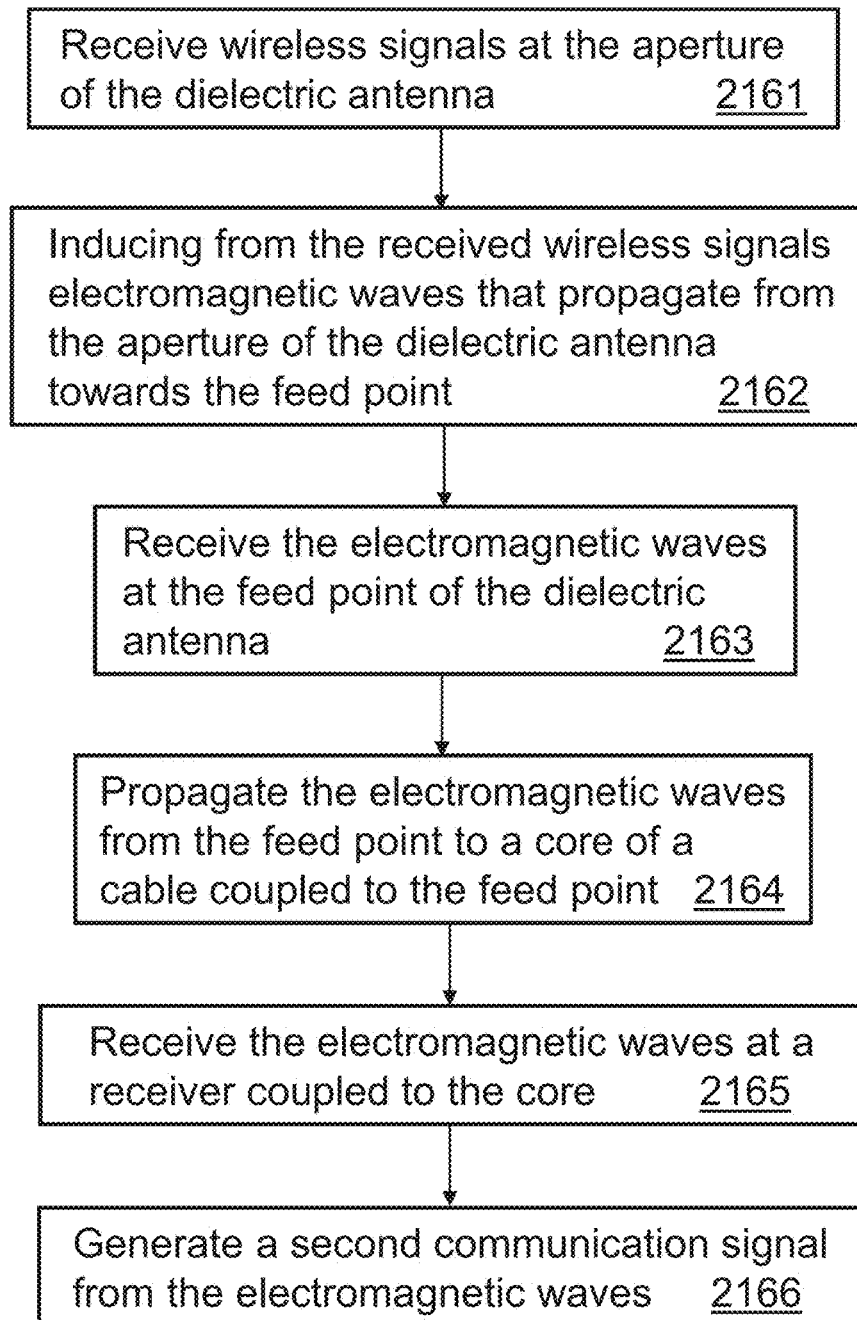 Receive wireless signals at the aperture
of the dielectric antenna 2161
Inducing from the received wireless signals
electromagnetic waves that propagate from
the aperture of the dielectric antenna
towards the feed point 2162
Receive the electromagnetic waves
at the feed point of the dielectric
antenna 2163
Propagate the electromagnetic waves
from the feed point to a core of a
cable coupled to the feed point 2164
Receive the electromagnetic waves at a
receiver coupled to the core 2165
Generate a second communication signal
from the electromagnetic waves 2166